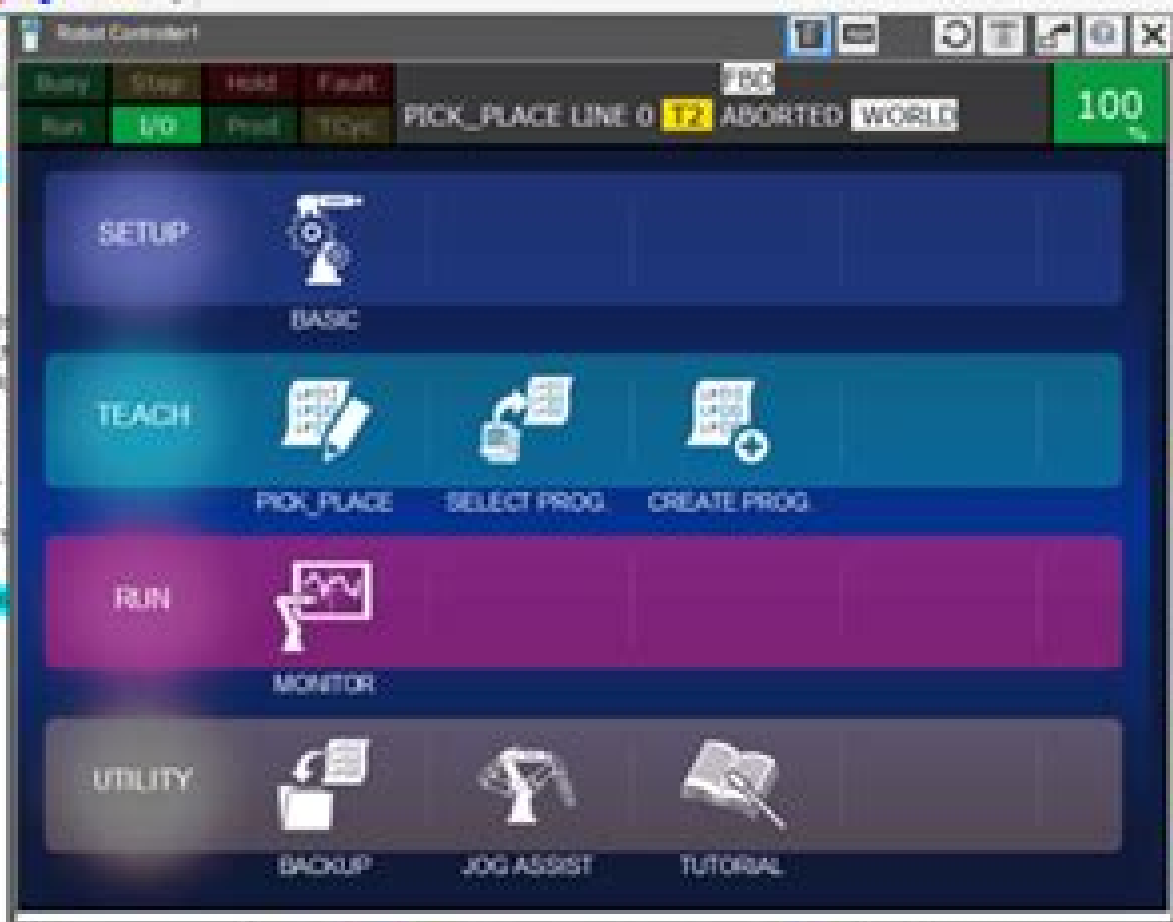 Robot Controller1
Busy Step Hold Fault
Run I/O Prod TCyc
FBD
PICK_PLACE LINE 0 T2 ABORTED WORLD
100
%
SETUP
BASIC
TEACH
PICK_PLACE SELECT PROG. CREATE PROG.
RUN
MONITOR
UTILITY
BACKUP JOG ASSIST TUTORIAL